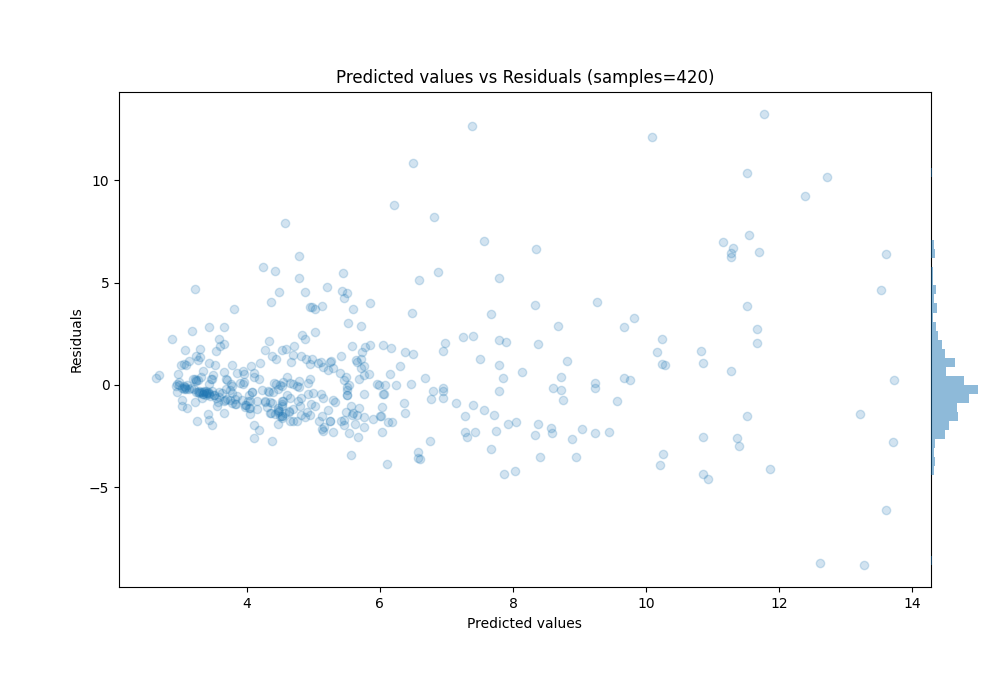 Predicted values vs Residuals (samples=420)
Residuals
10
5
0
−5
4 6 8 10 12 14
Predicted values